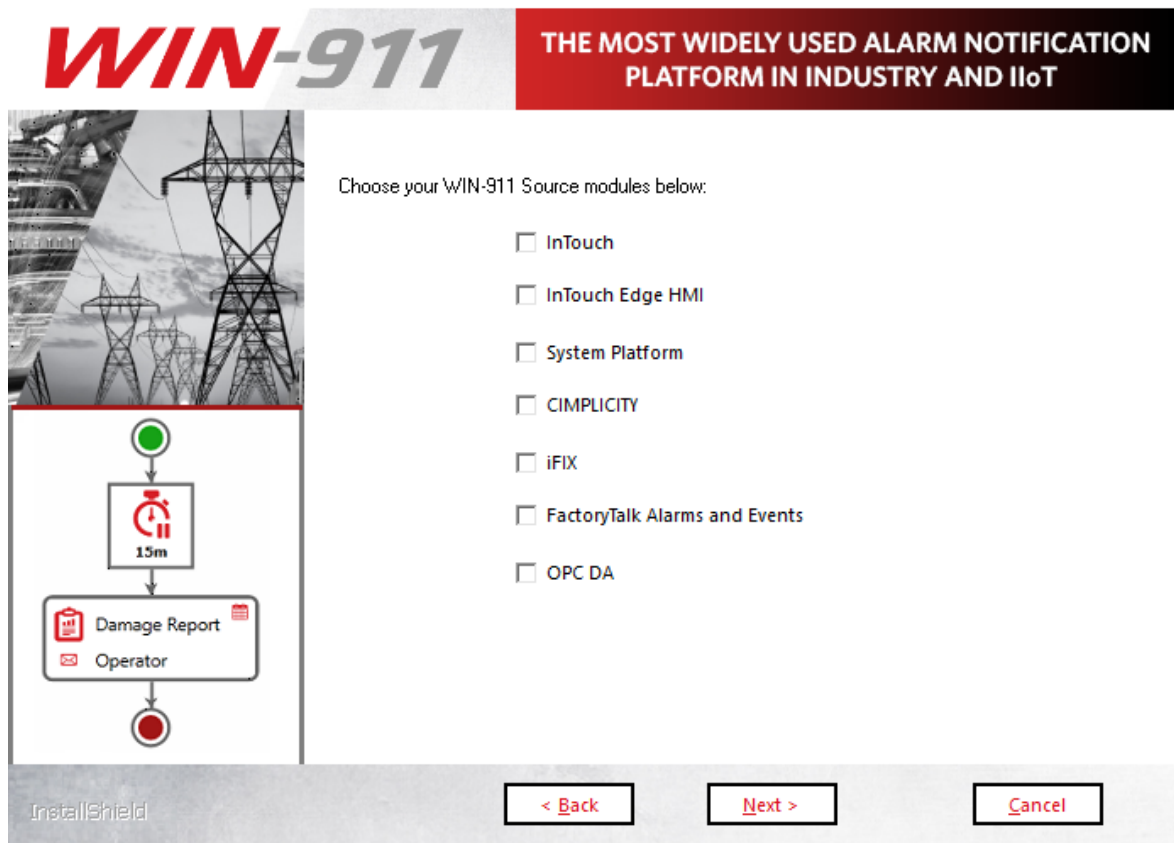 WIN-911
THE MOST WIDELY USED ALARM NOTIFICATION
PLATFORM IN INDUSTRY AND IIoT
Choose your WIN-911 Source modules below:
InTouch
InTouch Edge HMI
System Platform
CIMPLICITY
iFIX
FactoryTalk Alarms and Events
OPC DA
15m
Damage Report
Operator
InstallShield
< Back
Next >
Cancel